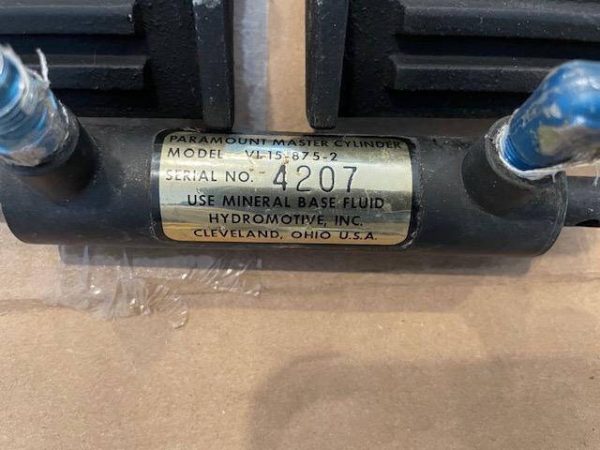 PARAMOUNT MASTER CYLINDER
MODEL VL15-875-2
SERIAL NO. 4207
USE MINERAL BASE FLUID
HYDROMOTIVE, INC.
CLEVELAND, OHIO U.S.A.